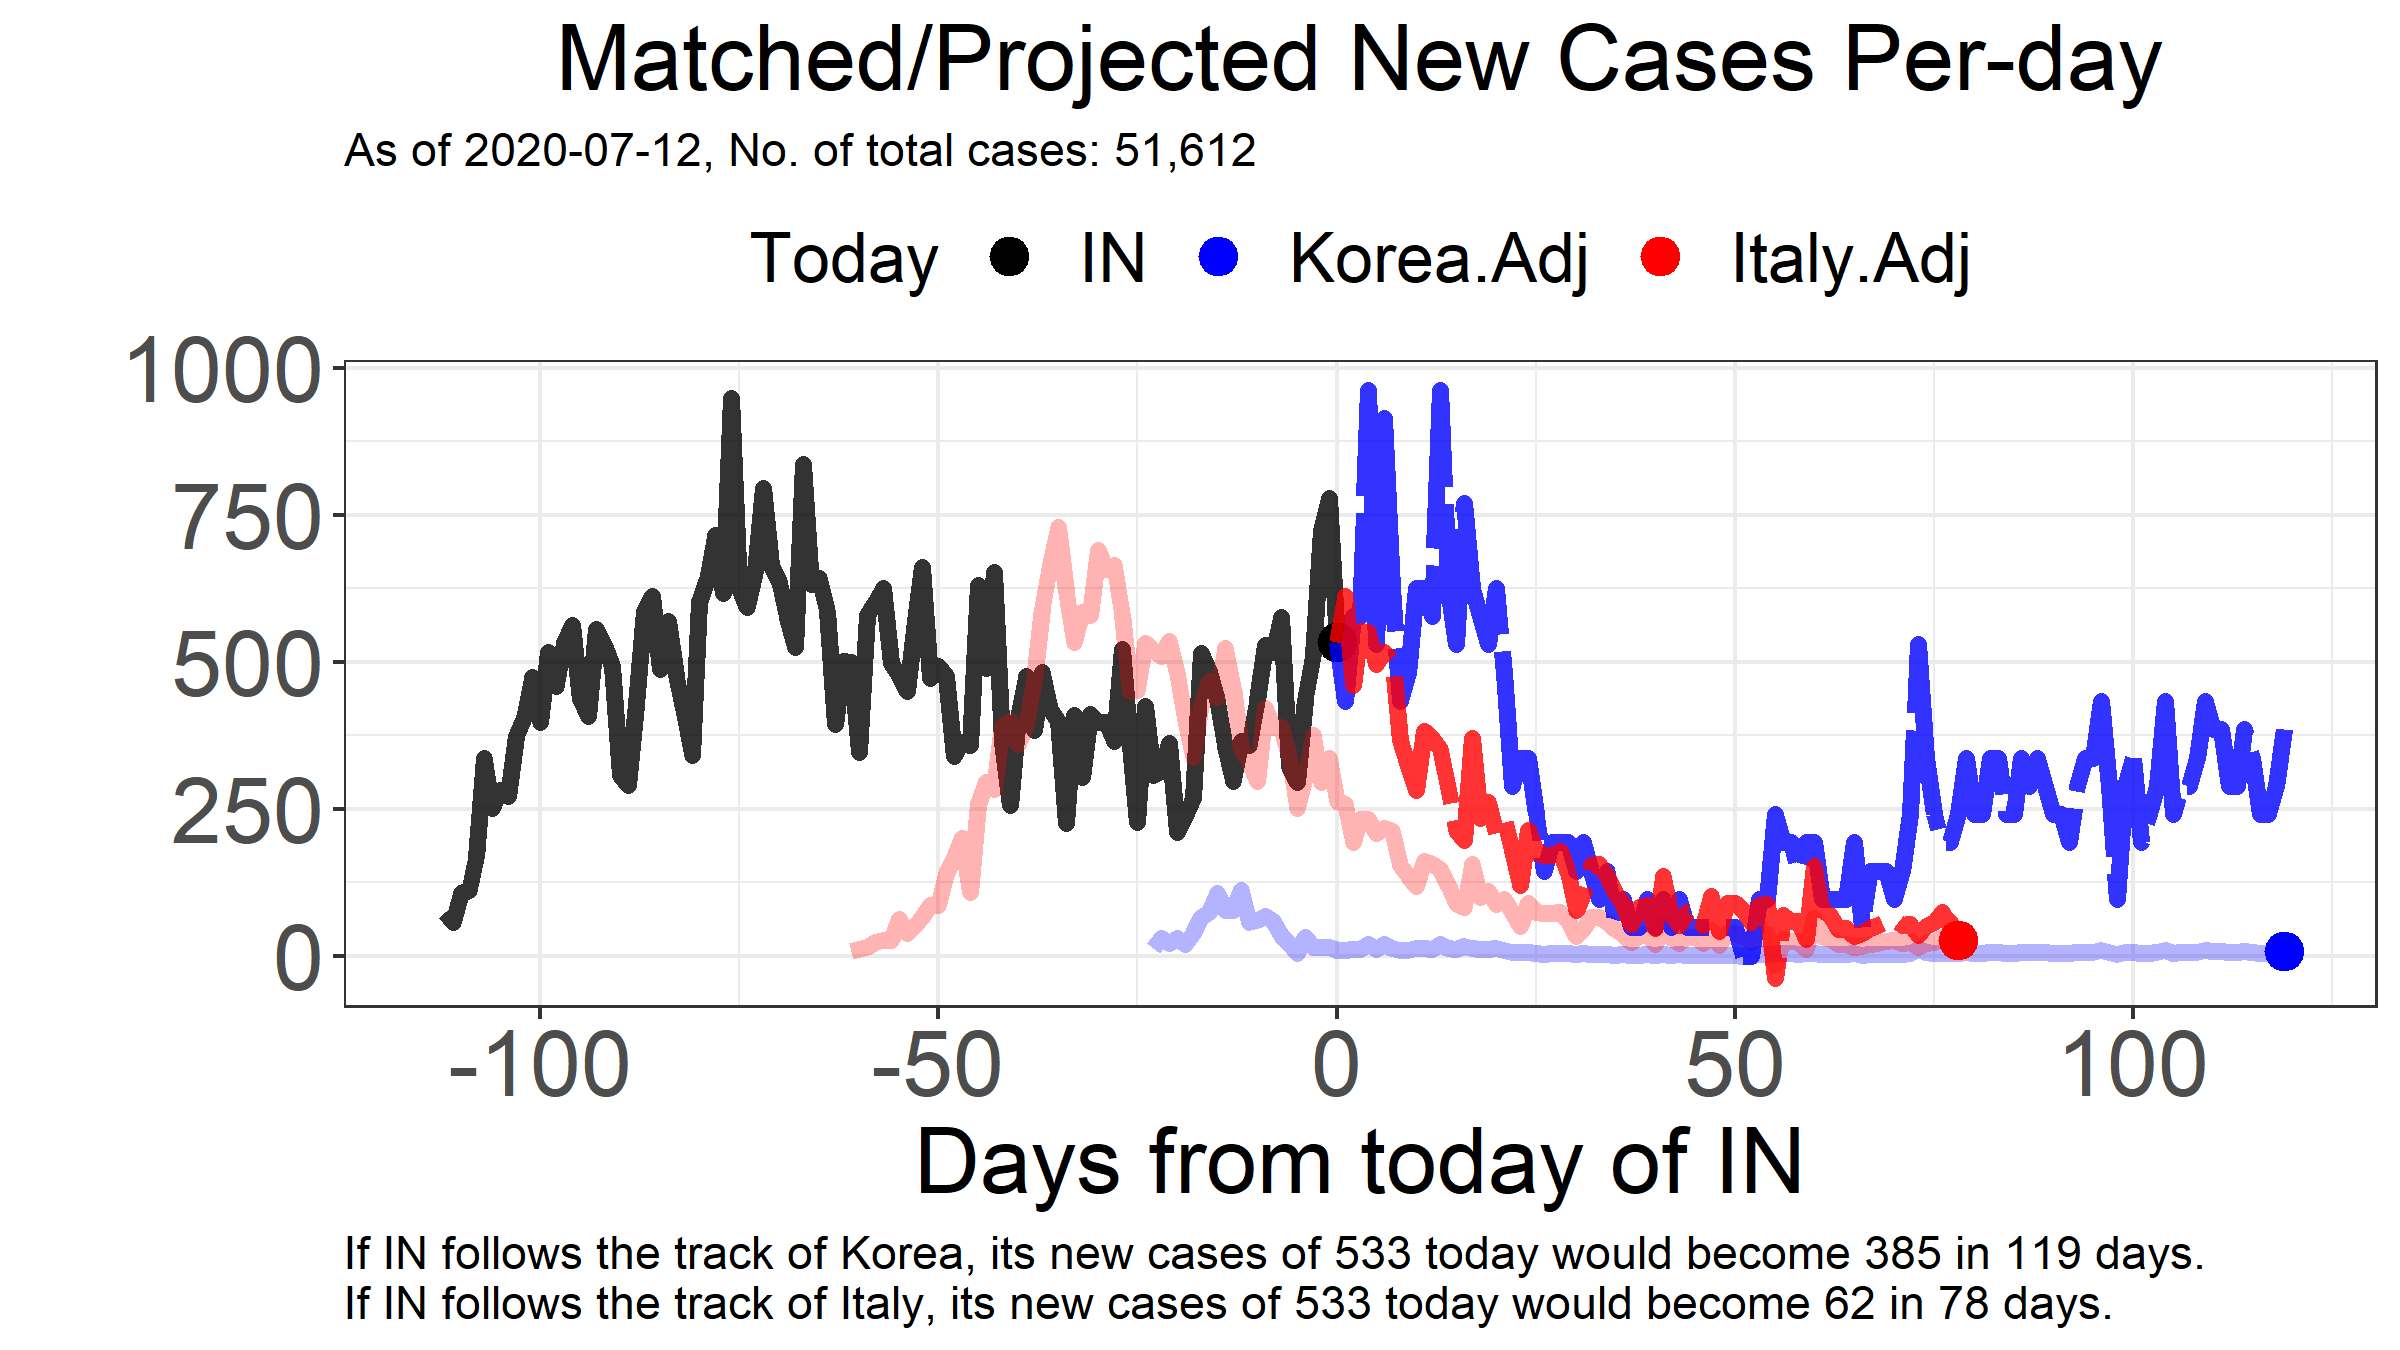 Matched/Projected New Cases Per-day
As of 2020-07-12, No. of total cases: 51,612
Today IN Korea.Adj Italy.Adj
1000
750
500
250
0
-100 -50 0 50 100
Days from today of IN
If IN follows the track of Korea, its new cases of 533 today would become 385 in 119 days.
If IN follows the track of Italy, its new cases of 533 today would become 62 in 78 days.